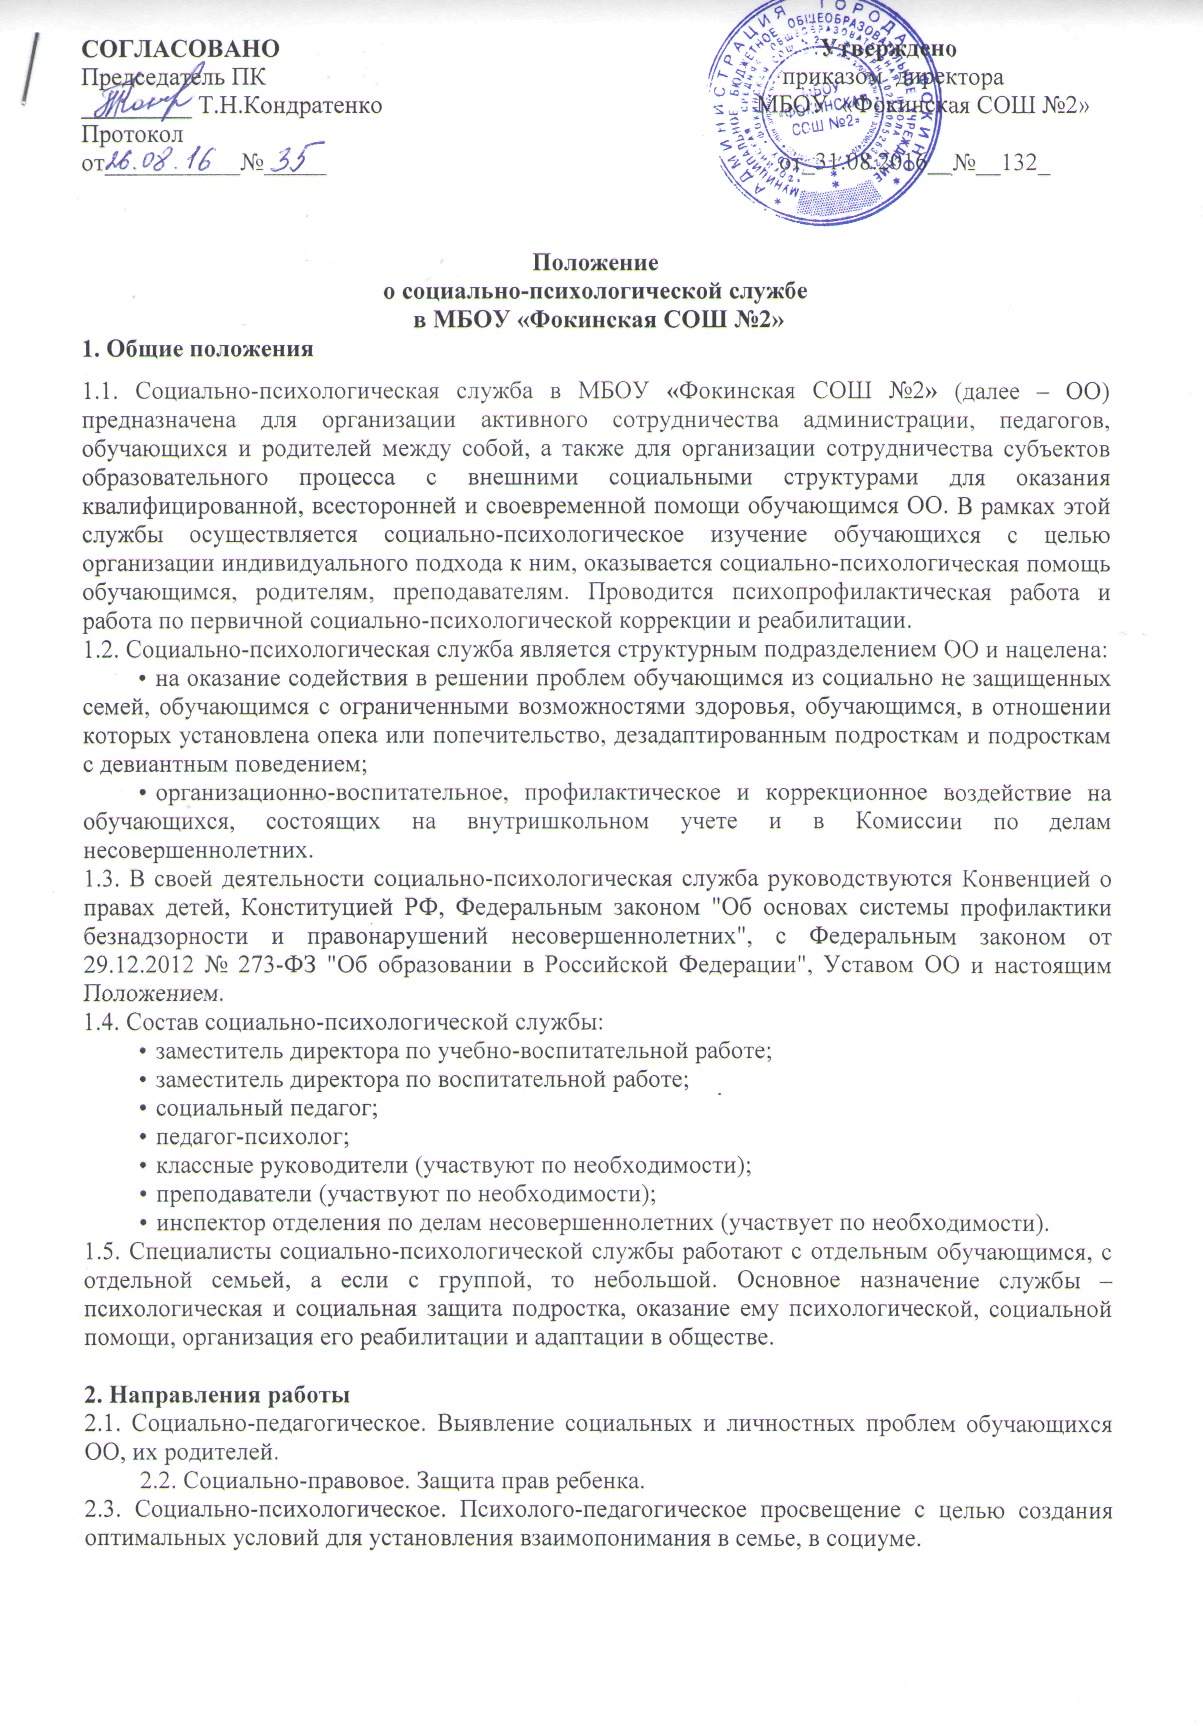 СОГЛАСОВАНО
Председатель ПК
________ Т.Н.Кондратенко
Протокол
от 26.08.16 № 35
Утверждено
приказом директора
МБОУ «Фокинская СОШ №2»
от_31.08.2016__№__132_
АДМИНИСТРАЦИЯ ГОРОДА ФОКИНО
МБОУ
«ФОКИНСКАЯ
СОШ №2»
Положение
о социально-психологической службе
в МБОУ «Фокинская СОШ №2»
1. Общие положения
1.1. Социально-психологическая служба в МБОУ «Фокинская СОШ №2» (далее – ОО)
предназначена для организации активного сотрудничества администрации, педагогов,
обучающихся и родителей между собой, а также для организации сотрудничества субъектов
образовательного процесса с внешними социальными структурами для оказания
квалифицированной, всесторонней и своевременной помощи обучающимся ОО. В рамках этой
службы осуществляется социально-психологическое изучение обучающихся с целью
организации индивидуального подхода к ним, оказывается социально-психологическая помощь
обучающимся, родителям, преподавателям. Проводится психопрофилактическая работа и
работа по первичной социально-психологической коррекции и реабилитации.
1.2. Социально-психологическая служба является структурным подразделением ОО и нацелена:
• на оказание содействия в решении проблем обучающимся из социально не защищенных
семей, обучающимся с ограниченными возможностями здоровья, обучающимся, в отношении
которых установлена опека или попечительство, дезадаптированным подросткам и подросткам
с девиантным поведением;
• организационно-воспитательное, профилактическое и коррекционное воздействие на
обучающихся, состоящих на внутришкольном учете и в Комиссии по делам
несовершеннолетних.
1.3. В своей деятельности социально-психологическая служба руководствуются Конвенцией о
правах детей, Конституцией РФ, Федеральным законом "Об основах системы профилактики
безнадзорности и правонарушений несовершеннолетних", с Федеральным законом от
29.12.2012 № 273-ФЗ "Об образовании в Российской Федерации", Уставом ОО и настоящим
Положением.
1.4. Состав социально-психологической службы:
• заместитель директора по учебно-воспитательной работе;
• заместитель директора по воспитательной работе;
• социальный педагог;
• педагог-психолог;
• классные руководители (участвуют по необходимости);
• преподаватели (участвуют по необходимости);
• инспектор отделения по делам несовершеннолетних (участвует по необходимости).
1.5. Специалисты социально-психологической службы работают с отдельным обучающимся, с
отдельной семьей, а если с группой, то небольшой. Основное назначение службы –
психологическая и социальная защита подростка, оказание ему психологической, социальной
помощи, организация его реабилитации и адаптации в обществе.
2. Направления работы
2.1. Социально-педагогическое. Выявление социальных и личностных проблем обучающихся
ОО, их родителей.
2.2. Социально-правовое. Защита прав ребенка.
2.3. Социально-психологическое. Психолого-педагогическое просвещение с целью создания
оптимальных условий для установления взаимопонимания в семье, в социуме.